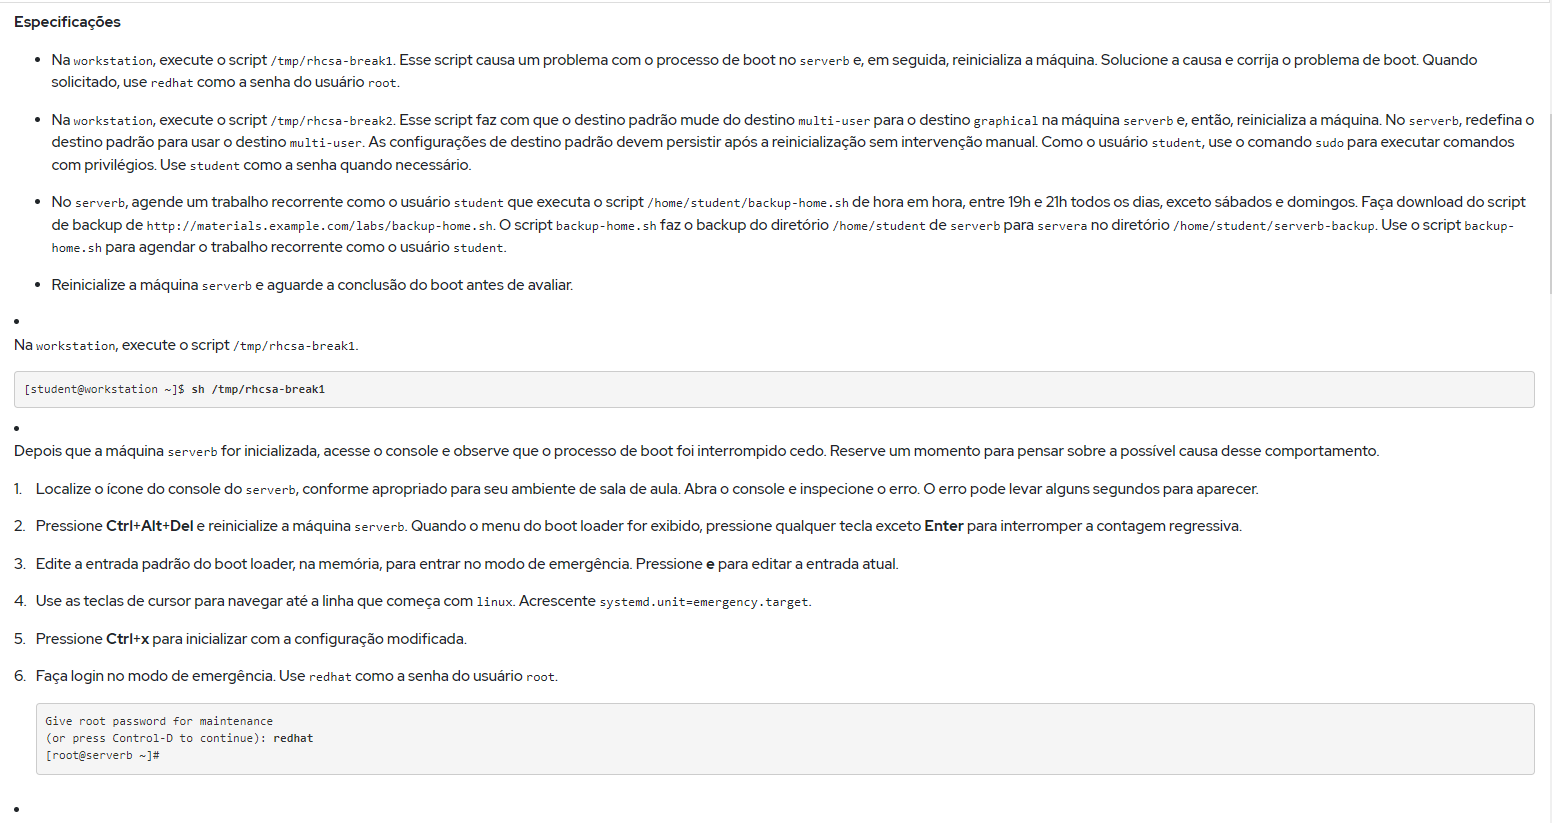 Especificações
• Na workstation, execute o script /tmp/rhcsa-break1. Esse script causa um problema com o processo de boot no serverb e, em seguida, reinicializa a máquina. Solucione a causa e corrija o problema de boot. Quando
solicitado, use redhat como a senha do usuário root.
• Na workstation, execute o script /tmp/rhcsa-break2. Esse script faz com que o destino padrão mude do destino multi-user para o destino graphical na máquina serverb e, então, reinicializa a máquina. No serverb, redefina o
destino padrão para usar o destino multi-user. As configurações de destino padrão devem persistir após a reinicialização sem intervenção manual. Como o usuário student, use o comando sudo para executar comandos
com privilégios. Use student como a senha quando necessário.
• No serverb, agende um trabalho recorrente como o usuário student que executa o script /home/student/backup-home.sh de hora em hora, entre 19h e 21h todos os dias, exceto sábados e domingos. Faça download do script
de backup de http://materials.example.com/labs/backup-home.sh. O script backup-home.sh faz o backup do diretório /home/student de serverb para servera no diretório /home/student/serverb-backup. Use o script backup-
home.sh para agendar o trabalho recorrente como o usuário student.
• Reinicialize a máquina serverb e aguarde a conclusão do boot antes de avaliar.
•
Na workstation, execute o script /tmp/rhcsa-break1.
[student@workstation ~]$ sh /tmp/rhcsa-break1
•
Depois que a máquina serverb for inicializada, acesse o console e observe que o processo de boot foi interrompido cedo. Reserve um momento para pensar sobre a possível causa desse comportamento.
1. Localize o ícone do console do serverb, conforme apropriado para seu ambiente de sala de aula. Abra o console e inspecione o erro. O erro pode levar alguns segundos para aparecer.
2. Pressione Ctrl+Alt+Del e reinicialize a máquina serverb. Quando o menu do boot loader for exibido, pressione qualquer tecla exceto Enter para interromper a contagem regressiva.
3. Edite a entrada padrão do boot loader, na memória, para entrar no modo de emergência. Pressione e para editar a entrada atual.
4. Use as teclas de cursor para navegar até a linha que começa com linux. Acrescente systemd.unit=emergency.target.
5. Pressione Ctrl+x para inicializar com a configuração modificada.
6. Faça login no modo de emergência. Use redhat como a senha do usuário root.
Give root password for maintenance
(or press Control-D to continue): redhat
[root@serverb ~]#
•